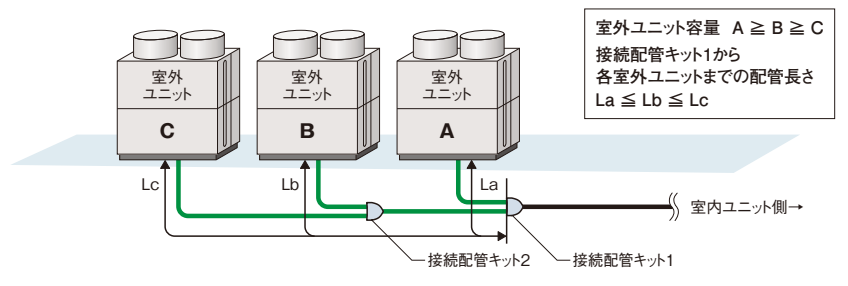 室外ユニット容量 A ≧ B ≧ C
接続配管キット1から
各室外ユニットまでの配管長さ
La ≦ Lb ≦ Lc
室外
ユニット
C
室外
ユニット
B
室外
ユニット
A
Lc
Lb
La
室内ユニット側→
接続配管キット2
接続配管キット1